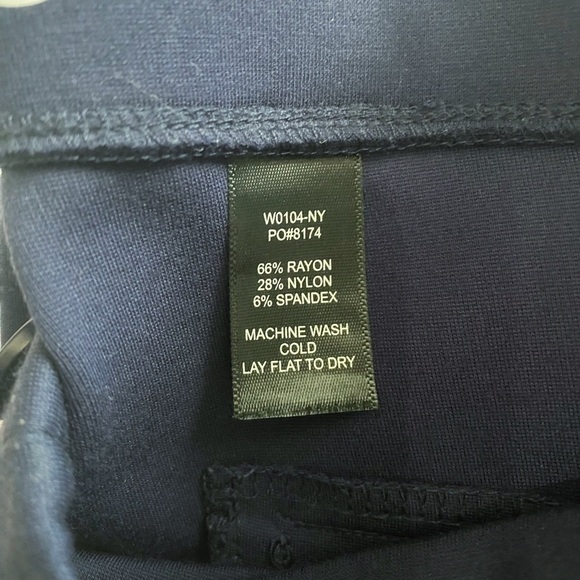 W0104-NY
PO#8174
66% RAYON
28% NYLON
6% SPANDEX
MACHINE WASH
COLD
LAY FLAT TO DRY